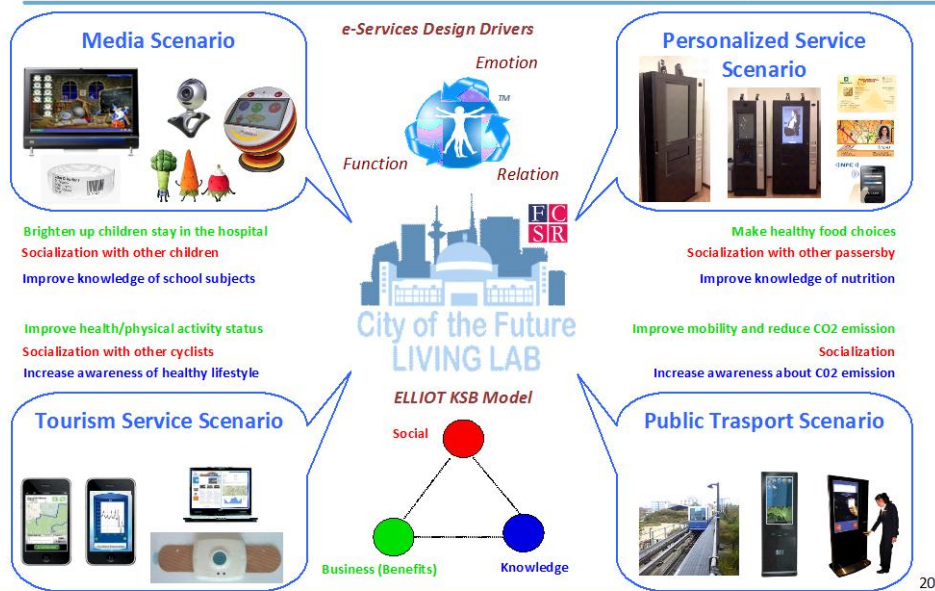 Media Scenario
e-Services Design Drivers
Emotion
TM
Function
Relation
Personalized Service
Scenario
NFC
FC
SR
Brighten up children stay in the hospital
Socialization with other children
Improve knowledge of school subjects
Make healthy food choices
Socialization with other passersby
Improve knowledge of nutrition
City of the Future
LIVING LAB
Improve health/physical activity status
Socialization with other cyclists
Increase awareness of healthy lifestyle
Improve mobility and reduce CO2 emission
Socialization
Increase awareness about C02 emission
Tourism Service Scenario
ELLIOT KSB Model
Social
Business (Benefits)
Knowledge
Public Trasport Scenario
20